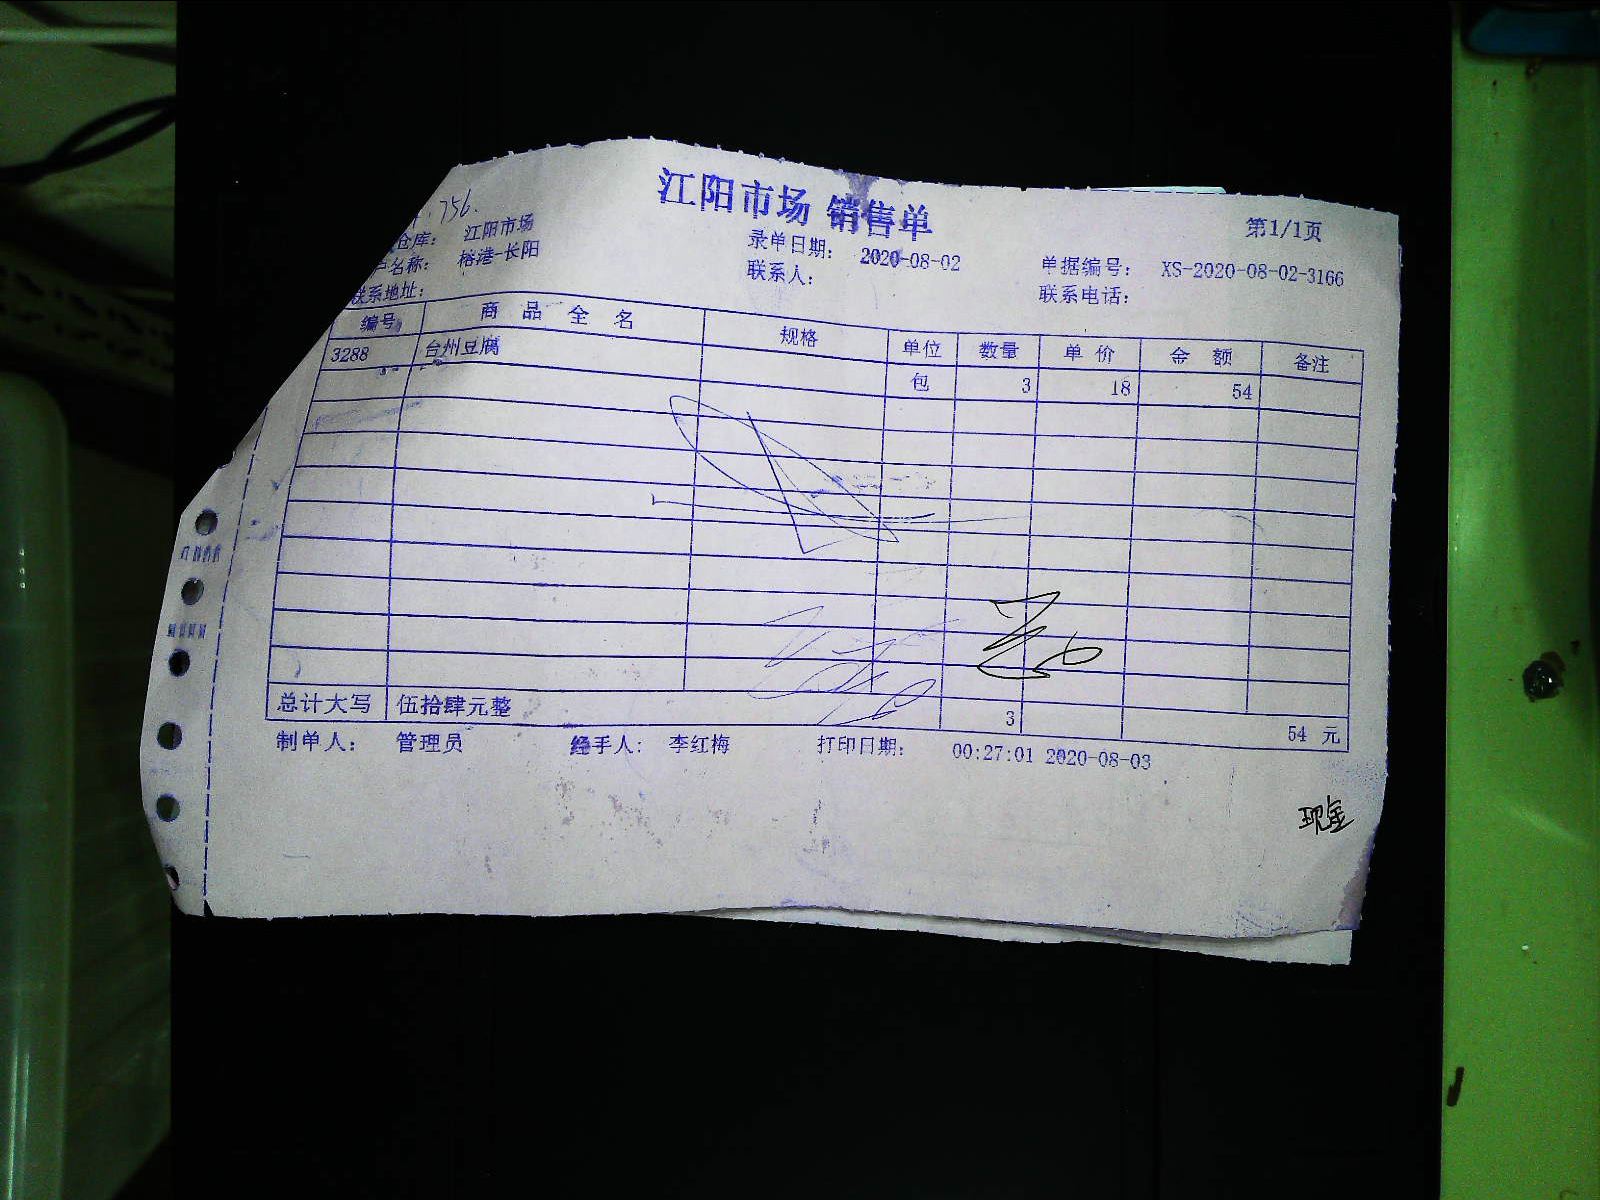 江阳市场 销售单
第1/1页
756.
仓库: 江阳市场
录单日期: 2020-08-02
单据编号: XS-2020-08-02-3166
户名称: 榕港-长阳
联系人:
联系电话:
联系地址:
编号 商品全名 规格 单位 数量 单价 金额 备注
3288 台州豆腐 包 3 18 54
总计大写 伍拾肆元整 3 54 元
制单人: 管理员 经手人: 李红梅 打印日期: 00:27:01 2020-08-03
现金